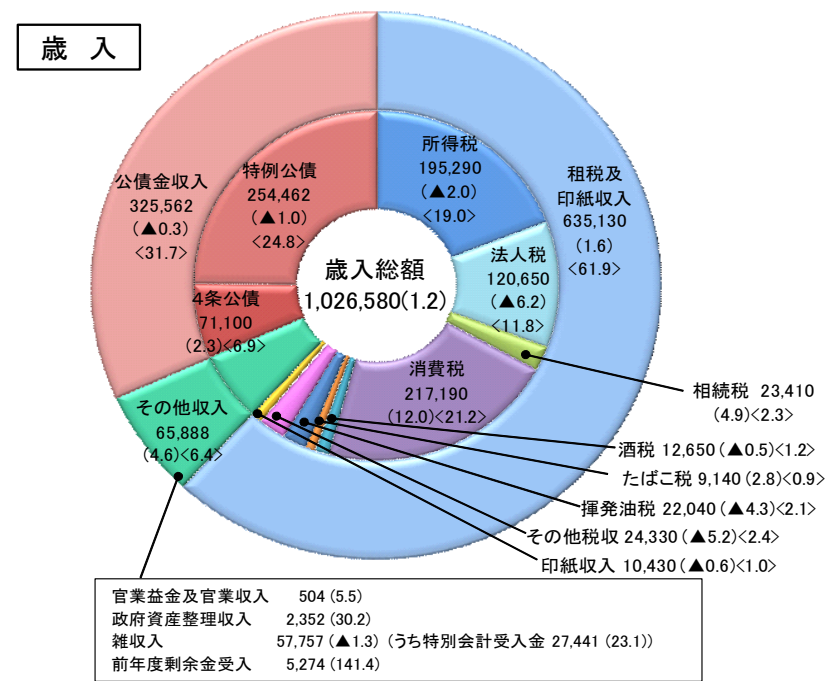 歳 入
公債金収入
325,562
(▲0.3)
<31.7>
特例公債
254,462
(▲1.0)
<24.8>
4条公債
71,100
(2.3)<6.9>
その他収入
65,888
(4.6)<6.4>
歳入総額
1,026,580(1.2)
所得税
195,290
(▲2.0)
<19.0>
租税及
印紙収入
635,130
(1.6)
<61.9>
法人税
120,650
(▲6.2)
<11.8>
消費税
217,190
(12.0)<21.2>
相続税 23,410
(4.9)<2.3>
酒税 12,650 (▲0.5)<1.2>
たばこ税 9,140 (2.8)<0.9>
揮発油税 22,040 (▲4.3)<2.1>
その他税収 24,330 (▲5.2)<2.4>
印紙収入 10,430 (▲0.6)<1.0>
官業益金及官業収入 504 (5.5)
政府資産整理収入 2,352 (30.2)
雑収入 57,757 (▲1.3) (うち特別会計受入金 27,441 (23.1))
前年度剰余金受入 5,274 (141.4)